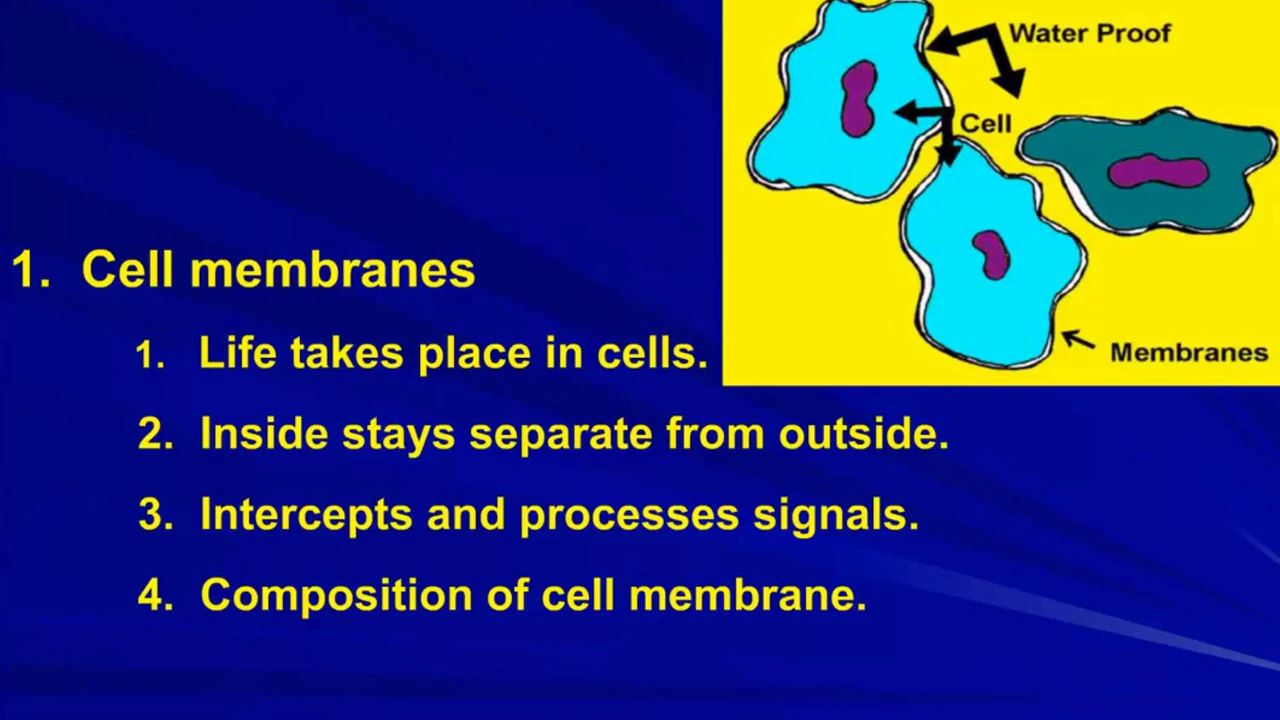 Water Proof
Cell
Membranes
1. Cell membranes
1. Life takes place in cells.
2. Inside stays separate from outside.
3. Intercepts and processes signals.
4. Composition of cell membrane.